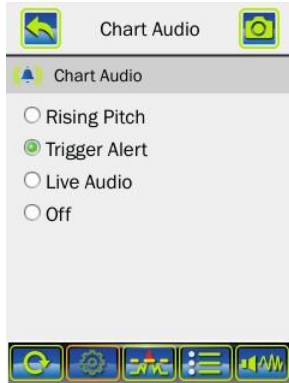 Chart Audio
Chart Audio
Rising Pitch
Trigger Alert
Live Audio
Off